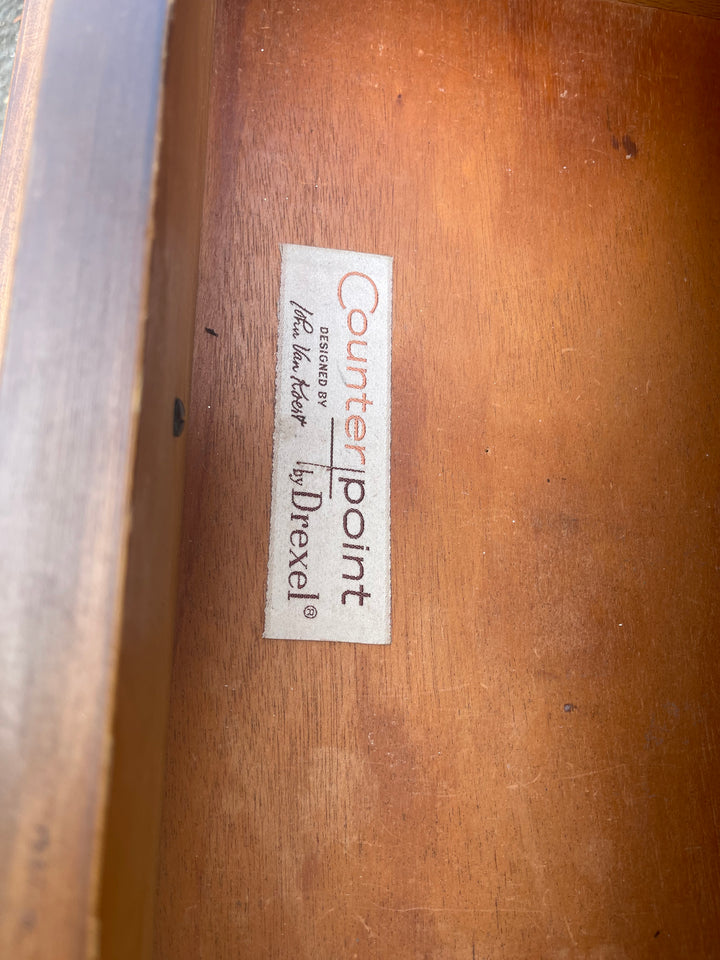 Counterpoint
DESIGNED BY
John Van Koert
by Drexel®